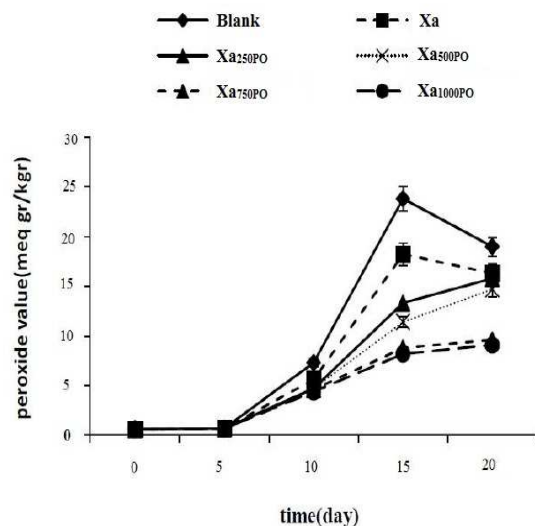 Blank Xa
Xa250PO Xa500PO
Xa750PO Xa1000PO
peroxide value(meq gr/kgr)
30
25
20
15
10
5
0
0 5 10 15 20
time(day)